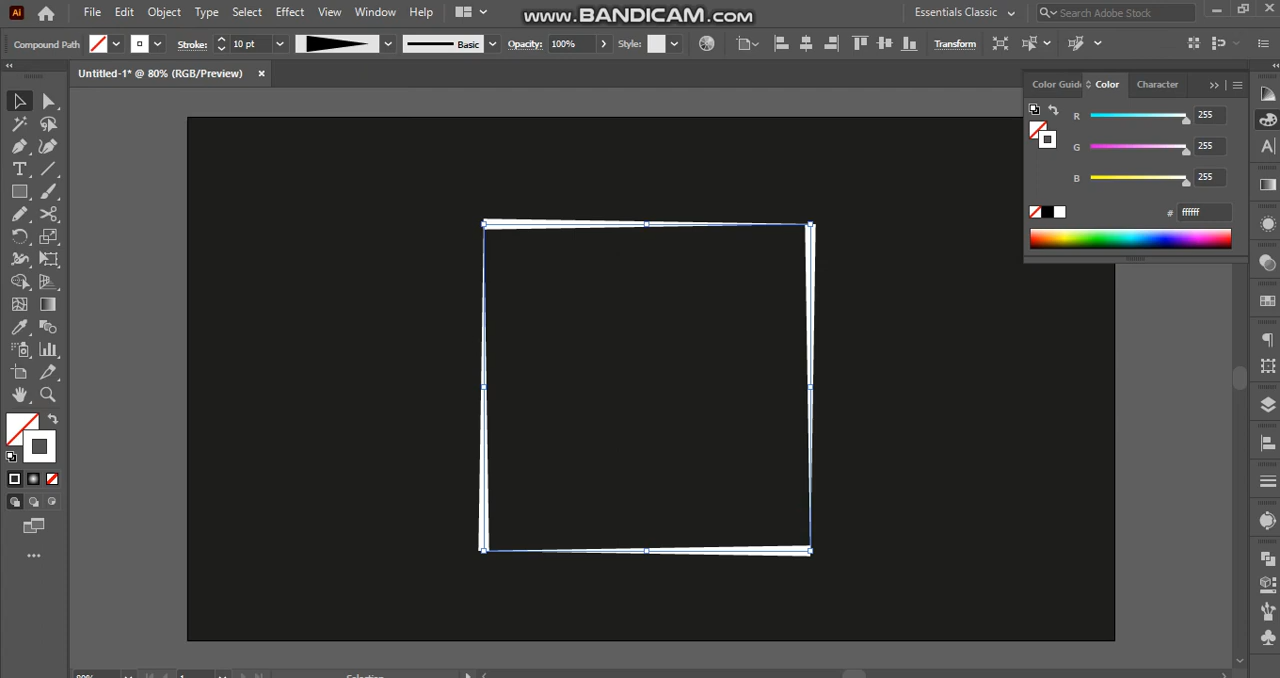 Ai File Edit Object Type Select Effect View Window Help www.BANDICAM.com Essentials Classic Search Adobe Stock
Compound Path Stroke: 10 pt Basic Opacity: 100% Style: Transform
Untitled-1* @ 80% (RGB/Preview)
Color Guid Color Character
R 255
G 255
B 255
# ffffff
80% 1 Selection